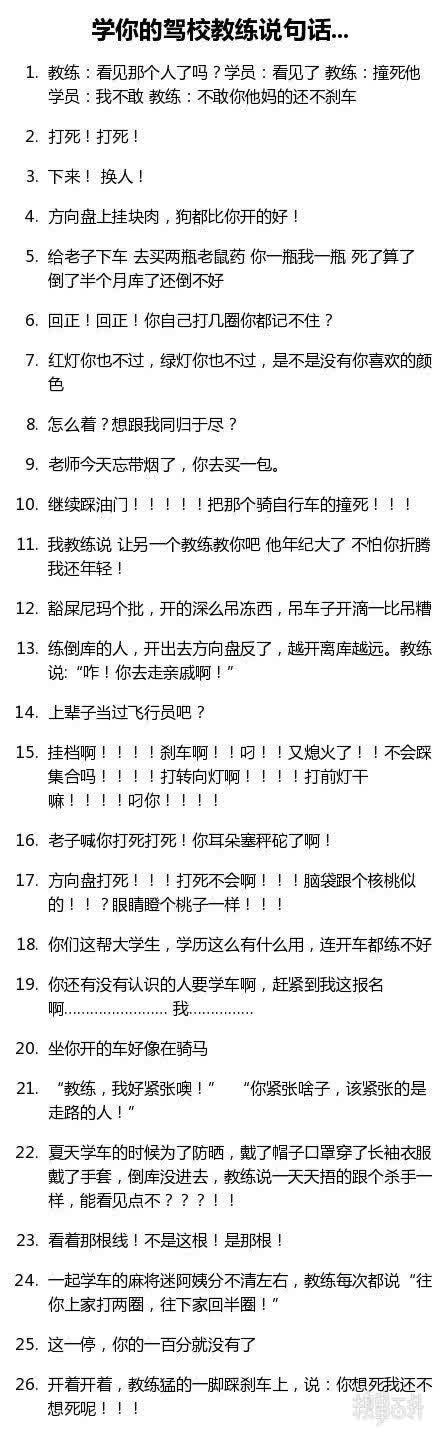 学你的驾校教练说句话...
1. 教练：看见那个人了吗？学员：看见了 教练：撞死他
学员：我不敢 教练：不敢你他妈的还不刹车
2. 打死！打死！
3. 下来！ 换人！
4. 方向盘上挂块肉，狗都比你开的好！
5. 给老子下车 去买两瓶老鼠药 你一瓶我一瓶 死了算了
倒了半个月库了还倒不好
6. 回正！回正！你自己打几圈你都记不住？
7. 红灯你也不过，绿灯你也不过，是不是没有你喜欢的颜
色
8. 怎么着？想跟我同归于尽？
9. 老师今天忘带烟了，你去买一包。
10. 继续踩油门！！！！！把那个骑自行车的撞死！！！
11. 我教练说 让另一个教练教你吧 他年纪大了 不怕你折腾
我还年轻！
12. 豁屎尼玛个批，开的深么吊东西，吊车子开滴一比吊糟
13. 练倒库的人，开出去方向盘反了，越开离库越远。教练
说:“咋！你去走亲戚啊！”
14. 上辈子当过飞行员吧？
15. 挂档啊！！！！刹车啊！！叼！！又熄火了！！不会踩
集合吗！！！！打转向灯啊！！！！打前灯干
嘛！！！！叼你！！！！
16. 老子喊你打死打死！你耳朵塞秤砣了啊！
17. 方向盘打死！！！打死不会啊！！！脑袋跟个核桃似
的！！？眼睛瞪个桃子一样！！！
18. 你们这帮大学生，学历这么有什么用，连开车都练不好
19. 你还有没有认识的人要学车啊，赶紧到我这报名
啊........................ 我...............
20. 坐你开的车好像在骑马
21. “教练，我好紧张噢！” “你紧张啥子，该紧张的是
走路的人！”
22. 夏天学车的时候为了防晒，戴了帽子口罩穿了长袖衣服
戴了手套，倒库没进去，教练说一天天捂的跟个杀手一
样，能看见点不？？？！！
23. 看着那根线！不是这根！是那根！
24. 一起学车的麻将迷阿姨分不清左右，教练每次都说“往
你上家打两圈，往下家回半圈！”
25. 这一停，你的一百分就没有了
26. 开着开着，教练猛的一脚踩刹车上，说：你想死我还不
想死呢！！！